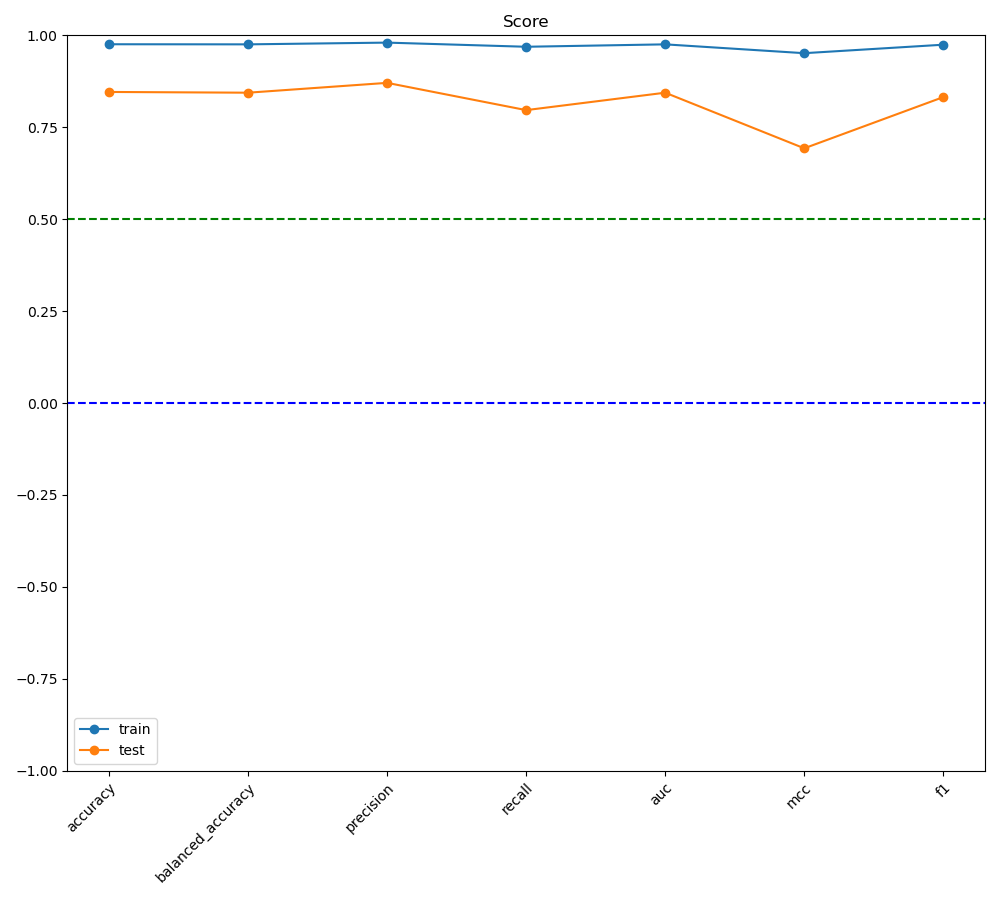 Score
1.00
0.75
0.50
0.25
0.00
−0.25
−0.50
−0.75
−1.00
train
test
accuracy
balanced_accuracy
precision
recall
auc
mcc
f1